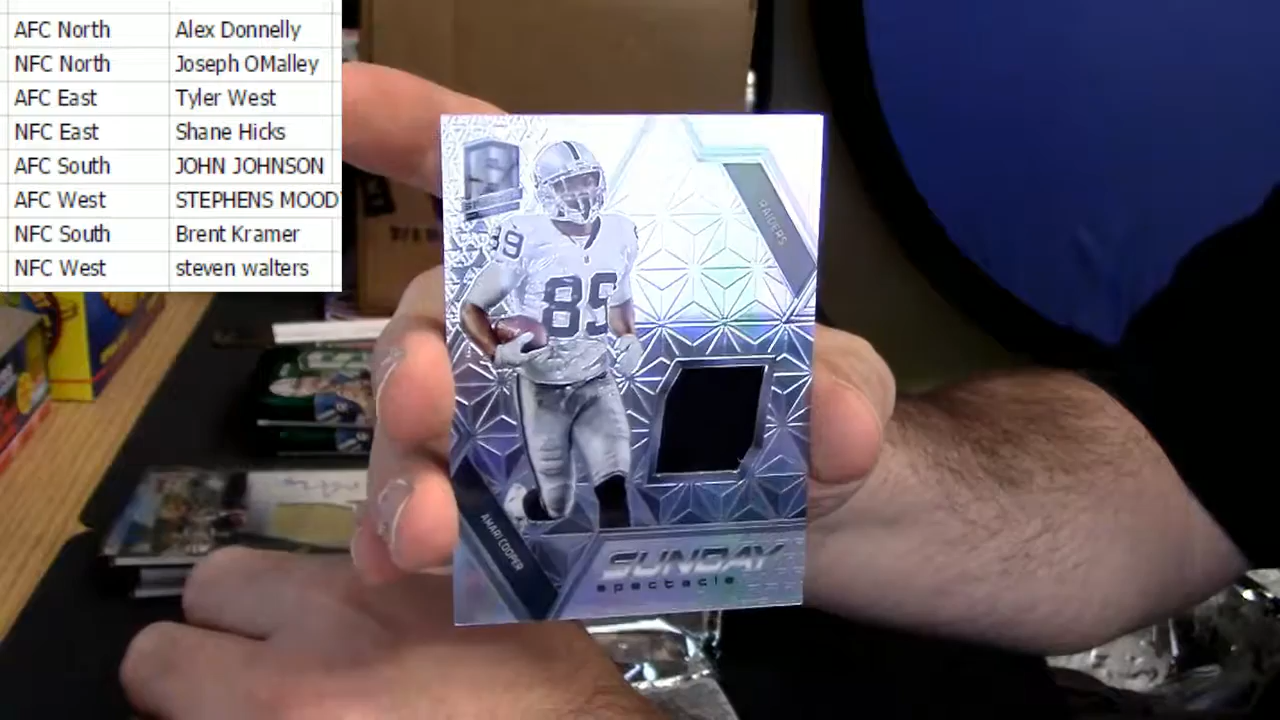 AFC North Alex Donnelly
NFC North Joseph OMalley
AFC East Tyler West
NFC East Shane Hicks
AFC South JOHN JOHNSON
AFC West STEPHENS MOOD
NFC South Brent Kramer
NFC West steven walters
RAIDERS
89
89
AMARI COOPER
SUNDAY
spectacle